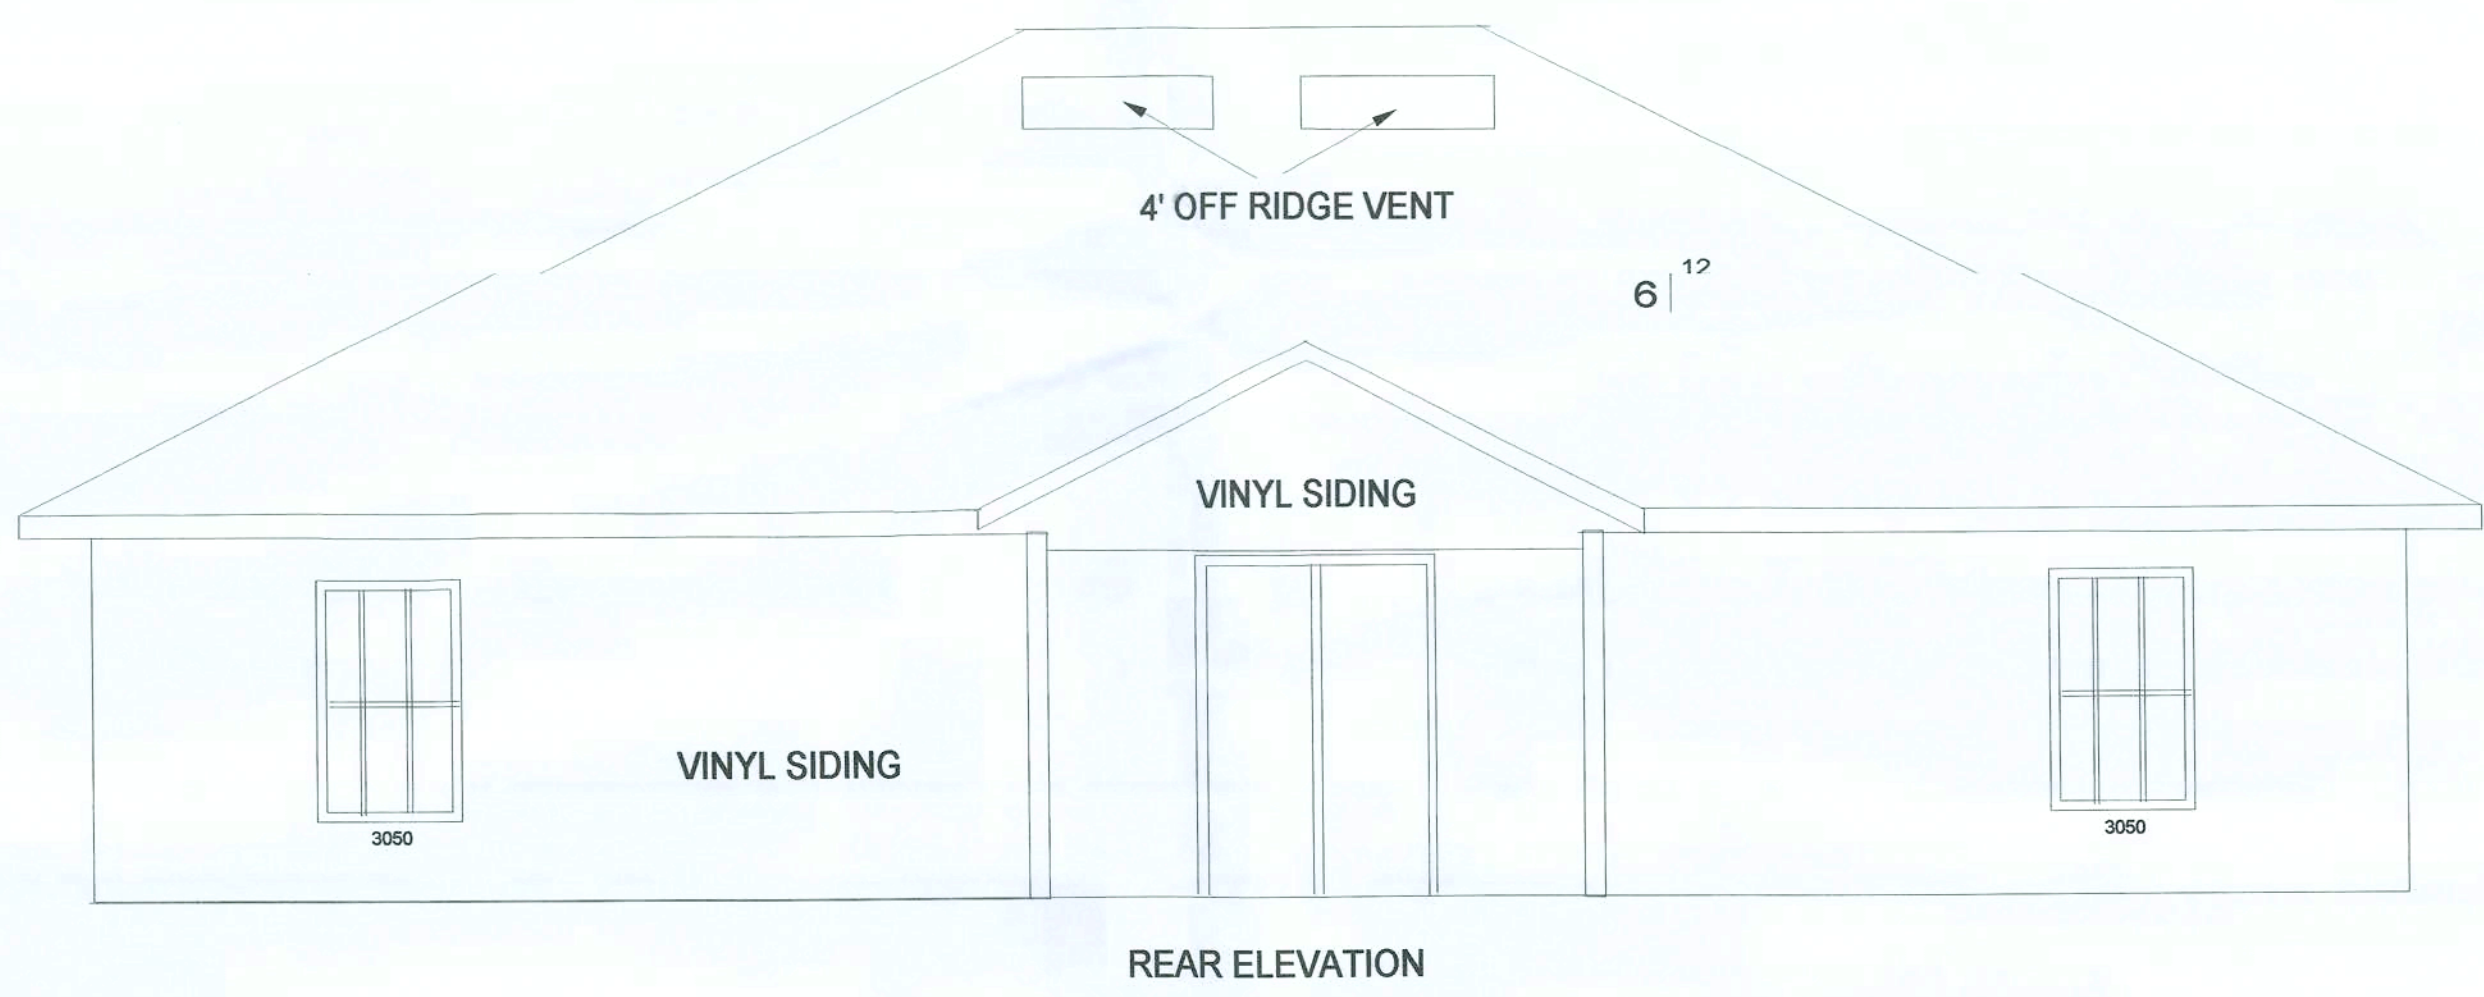 4' OFF RIDGE VENT
12
6
VINYL SIDING
VINYL SIDING
3050
3050
REAR ELEVATION